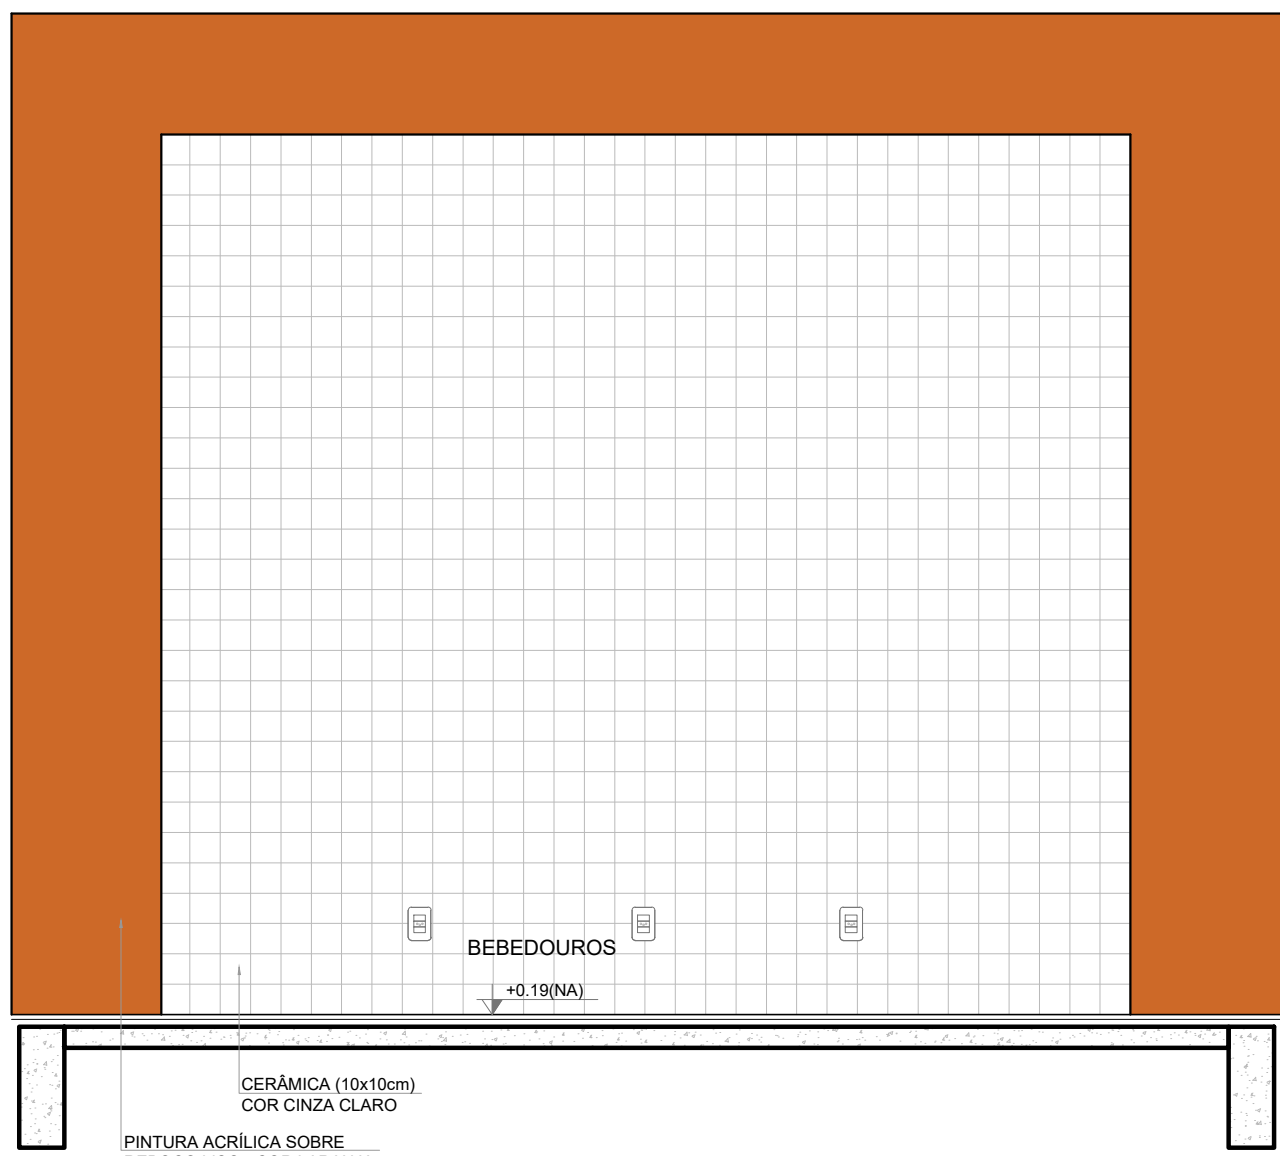 BEBEDOUROS
+0.19(NA)
CERÂMICA (10x10cm)
COR CINZA CLARO
PINTURA ACRÍLICA SOBRE